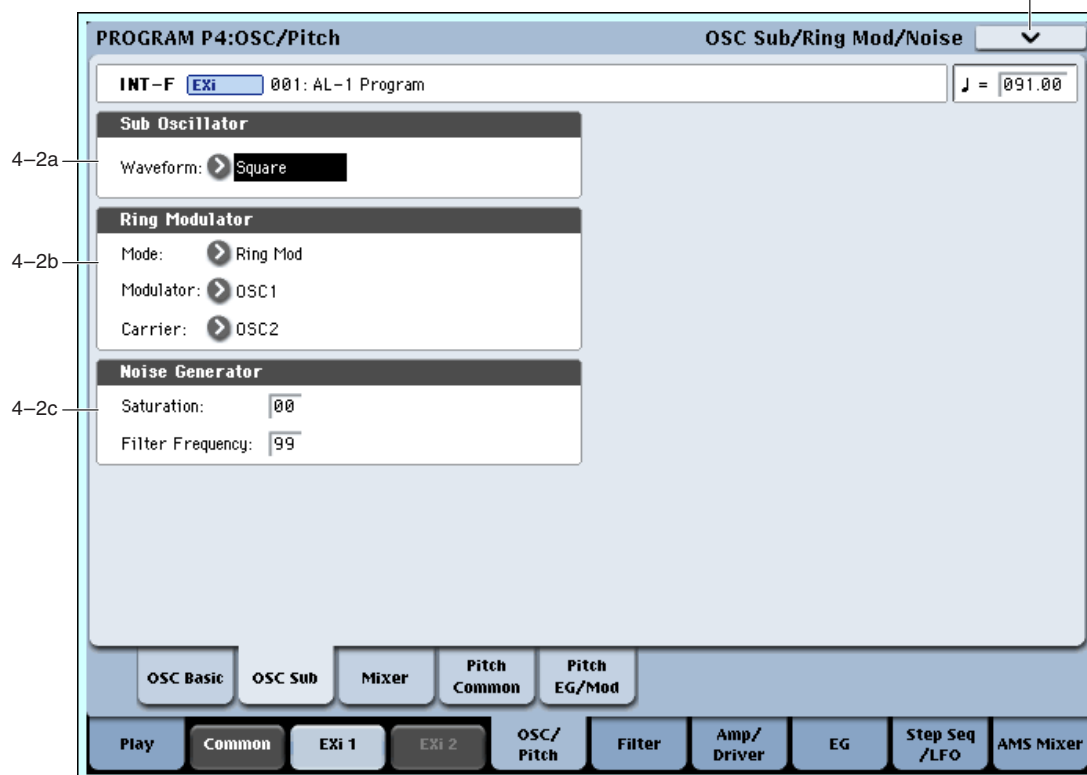 PROGRAM P4:OSC/Pitch OSC Sub/Ring Mod/Noise
INT-F EXi 001: AL-1 Program ♩ = 091.00
Sub Oscillator
4-2a Waveform: Square
Ring Modulator
4-2b Mode: Ring Mod
Modulator: OSC1
Carrier: OSC2
Noise Generator
4-2c Saturation: 00
Filter Frequency: 99
OSC Basic OSC Sub Mixer Pitch Common Pitch EG/Mod
Play Common EXi 1 EXi 2 OSC/Pitch Filter Amp/Driver EG Step Seq/LFO AMS Mixer